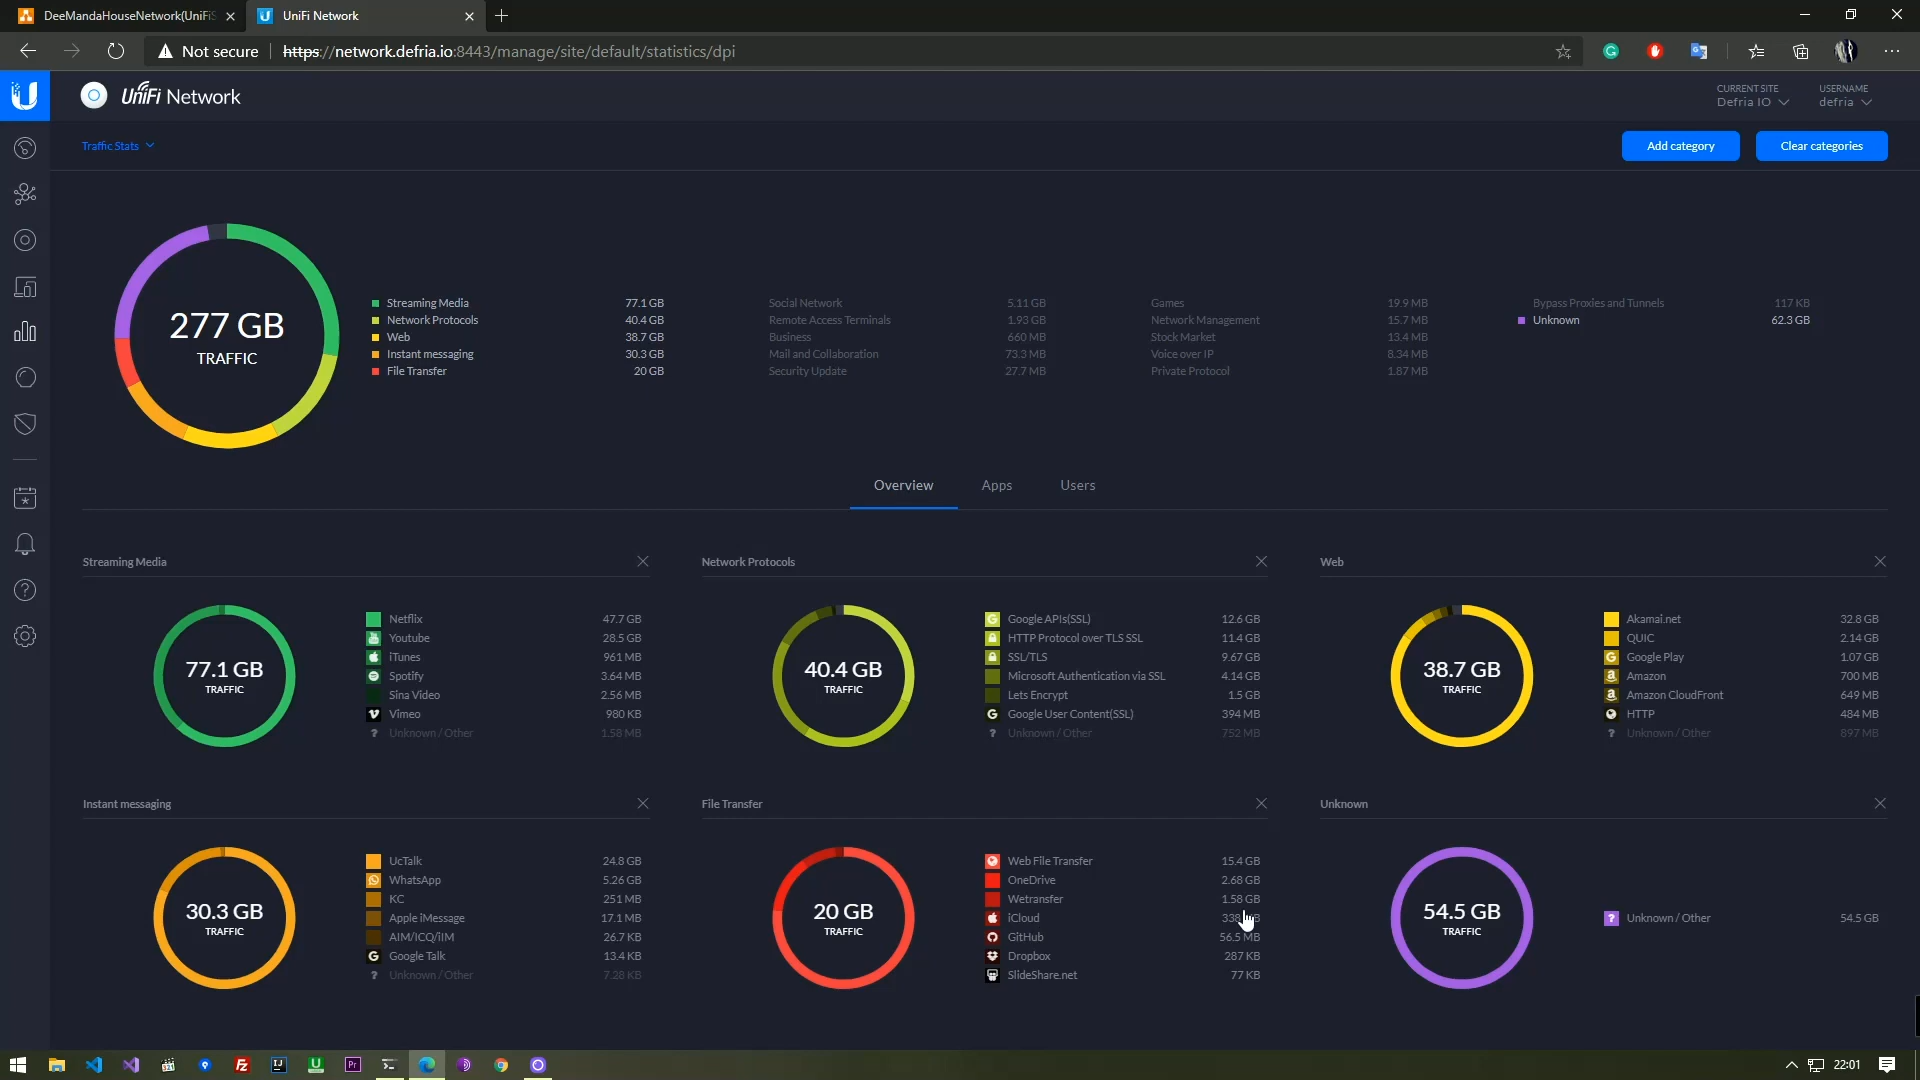 DeeMandaHouseNetwork(UniFiS
UniFi Network
Not secure
https://network.defria.io:8443/manage/site/default/statistics/dpi
UniFi Network
CURRENT SITE
Defria IO
USERNAME
defria
Traffic Stats
Add category
Clear categories
277 GB
TRAFFIC
Streaming Media 77.1 GB
Network Protocols 40.4 GB
Web 38.7 GB
Instant messaging 30.3 GB
File Transfer 20 GB
Social Network 5.11 GB
Remote Access Terminals 1.93 GB
Business 660 MB
Mail and Collaboration 73.3 MB
Security Update 27.7 MB
Games 19.9 MB
Network Management 15.7 MB
Stock Market 13.4 MB
Voice over IP 8.34 MB
Private Protocol 1.87 MB
Bypass Proxies and Tunnels 117 KB
Unknown 62.3 GB
Overview
Apps
Users
Streaming Media
77.1 GB
TRAFFIC
Netflix 47.7 GB
Youtube 28.5 GB
iTunes 961 MB
Spotify 3.64 MB
Sina Video 2.56 MB
Vimeo 980 KB
? Unknown / Other 1.58 MB
Network Protocols
40.4 GB
TRAFFIC
Google APIs(SSL) 12.6 GB
HTTP Protocol over TLS SSL 11.4 GB
SSL/TLS 9.67 GB
Microsoft Authentication via SSL 4.14 GB
Lets Encrypt 1.5 GB
Google User Content(SSL) 394 MB
? Unknown / Other 752 MB
Web
38.7 GB
TRAFFIC
Akamai.net 32.8 GB
QUIC 2.14 GB
Google Play 1.07 GB
Amazon 700 MB
Amazon CloudFront 649 MB
HTTP 484 MB
? Unknown / Other 897 MB
Instant messaging
30.3 GB
TRAFFIC
UcTalk 24.8 GB
WhatsApp 5.26 GB
KC 251 MB
Apple iMessage 17.1 MB
AIM/ICQ/iIM 26.7 KB
Google Talk 13.4 KB
? Unknown / Other 7.28 KB
File Transfer
20 GB
TRAFFIC
Web File Transfer 15.4 GB
OneDrive 2.68 GB
Wetransfer 1.58 GB
iCloud 338
GitHub 56.5 MB
Dropbox 287 KB
SlideShare.net 77 KB
Unknown
54.5 GB
TRAFFIC
? Unknown / Other 54.5 GB
22:01